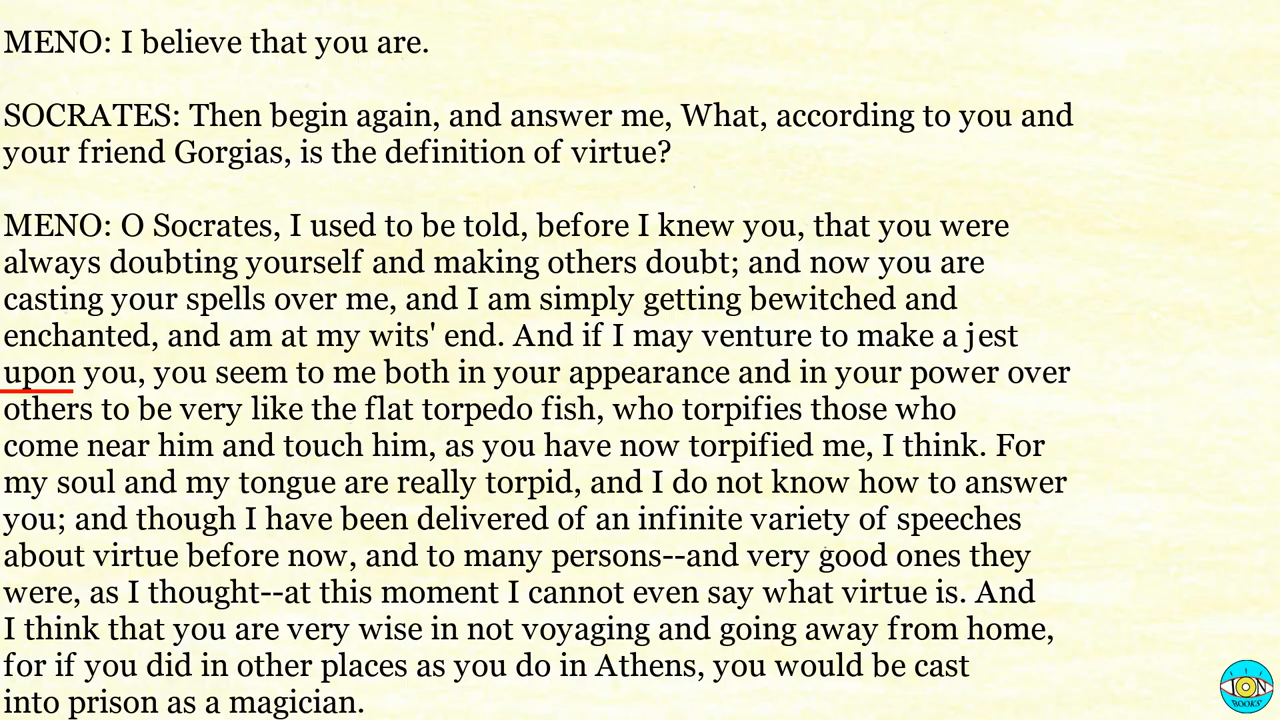 MENO: I believe that you are.
SOCRATES: Then begin again, and answer me, What, according to you and
your friend Gorgias, is the definition of virtue?
MENO: O Socrates, I used to be told, before I knew you, that you were
always doubting yourself and making others doubt; and now you are
casting your spells over me, and I am simply getting bewitched and
enchanted, and am at my wits' end. And if I may venture to make a jest
upon you, you seem to me both in your appearance and in your power over
others to be very like the flat torpedo fish, who torpifies those who
come near him and touch him, as you have now torpified me, I think. For
my soul and my tongue are really torpid, and I do not know how to answer
you; and though I have been delivered of an infinite variety of speeches
about virtue before now, and to many persons--and very good ones they
were, as I thought--at this moment I cannot even say what virtue is. And
I think that you are very wise in not voyaging and going away from home,
for if you did in other places as you do in Athens, you would be cast
into prison as a magician.
ION
BOOKS